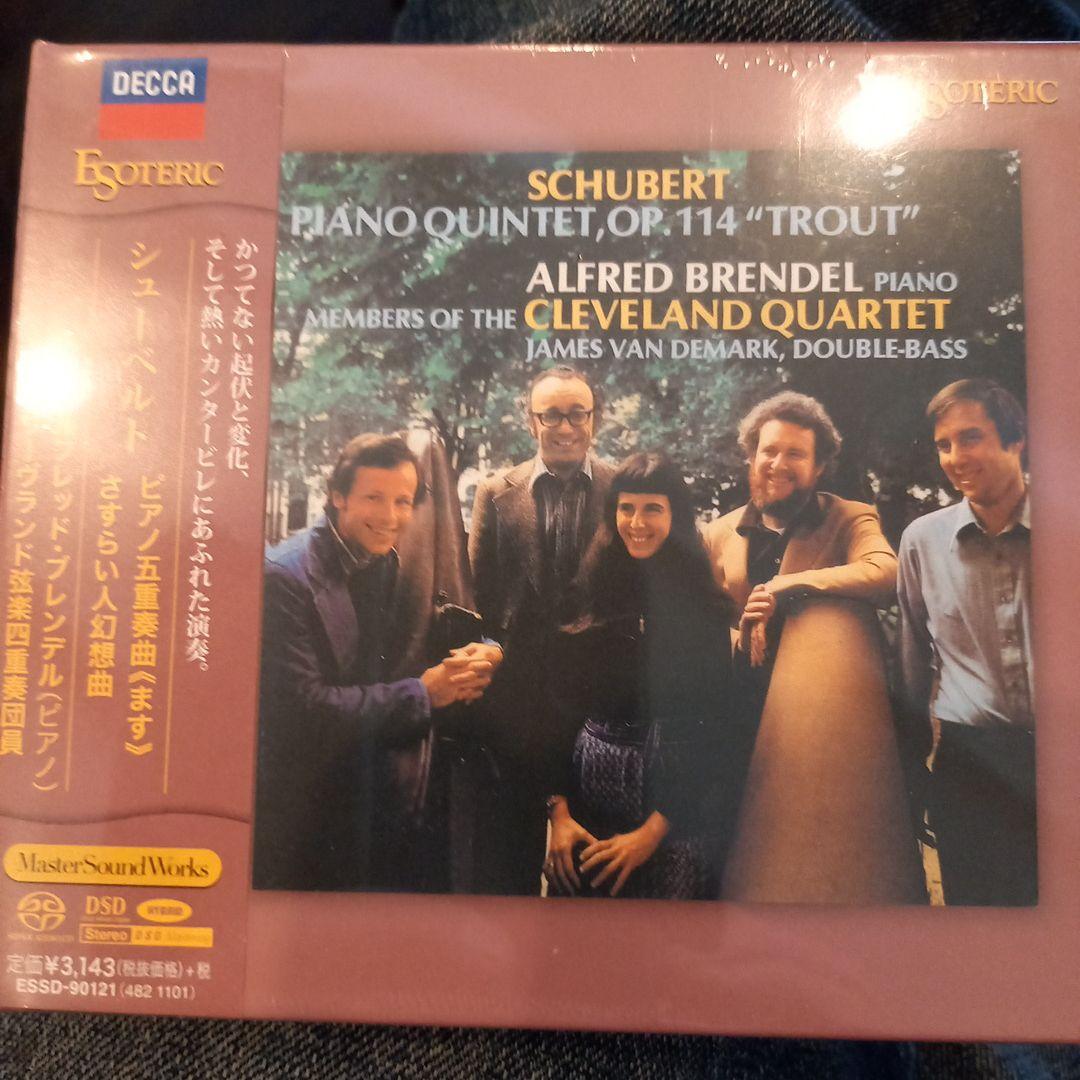 DECCA
ESOTERIC
かつてない起伏と変化、
そして熱いカンタービレにあふれた演奏。
シューベルト
ピアノ五重奏曲《ます》
さすらい人幻想曲
レッド・ブレンデル(ピアノ)
ヴランド弦楽四重奏団員
MasterSoundWorks
DSD
HYBRID
Stereo
DSD Mastering
定価¥3,143(税抜価格)+税
ESSD-90121(482 1101)
SOTERIC
SCHUBERT
PIANO QUINTET, OP. 114 “TROUT”
ALFRED BRENDEL PIANO
MEMBERS OF THE CLEVELAND QUARTET
JAMES VAN DEMARK, DOUBLE-BASS